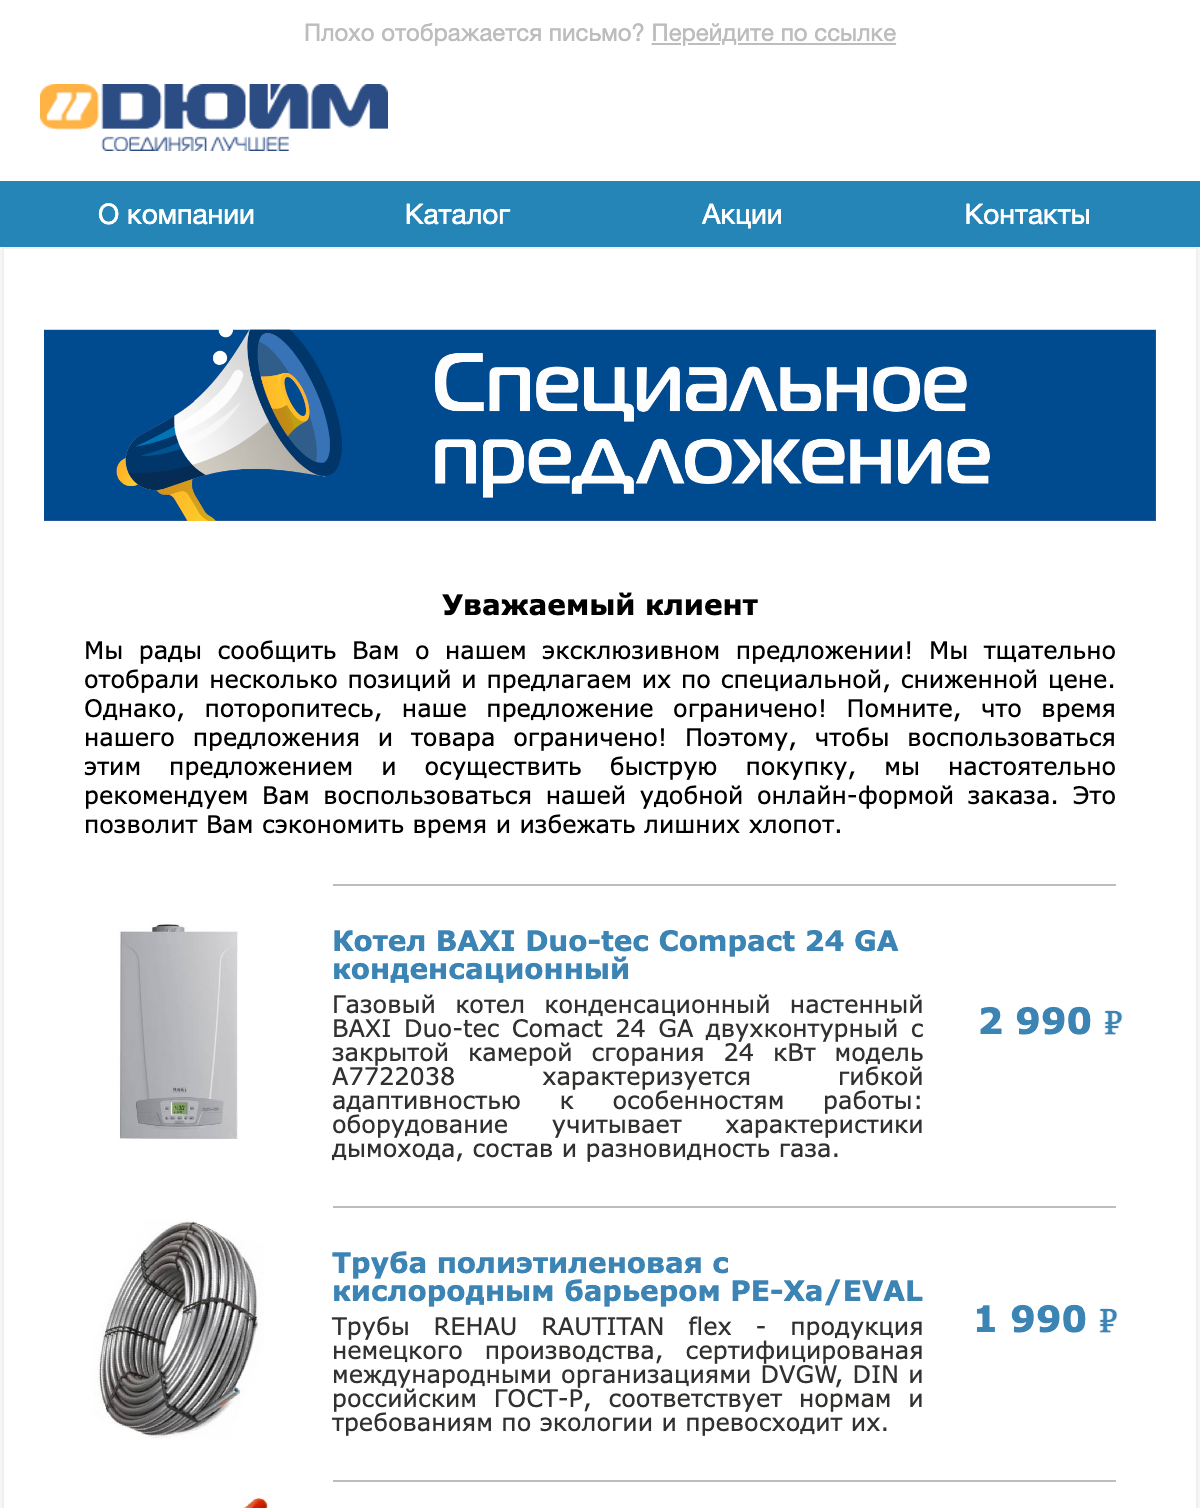 Плохо отображается письмо? Перейдите по ссылке
ДЮЙМ
СОЕДИНЯЯ ЛУЧШЕЕ
О компании Каталог Акции Контакты
Специальное
предложение
Уважаемый клиент
Мы рады сообщить Вам о нашем эксклюзивном предложении! Мы тщательно
отобрали несколько позиций и предлагаем их по специальной, сниженной цене.
Однако, поторопитесь, наше предложение ограничено! Помните, что время
нашего предложения и товара ограничено! Поэтому, чтобы воспользоваться
этим предложением и осуществить быструю покупку, мы настоятельно
рекомендуем Вам воспользоваться нашей удобной онлайн-формой заказа. Это
позволит Вам сэкономить время и избежать лишних хлопот.
Котел BAXI Duo-tec Compact 24 GA
конденсационный
Газовый котел конденсационный настенный
BAXI Duo-tec Comact 24 GA двухконтурный с
закрытой камерой сгорания 24 кВт модель
A7722038 характеризуется гибкой
адаптивностью к особенностям работы:
оборудование учитывает характеристики
дымохода, состав и разновидность газа.
2 990 ₽
Труба полиэтиленовая с
кислородным барьером PE-Xa/EVAL
Трубы REHAU RAUTITAN flex - продукция
немецкого производства, сертифицированая
международными организациями DVGW, DIN и
российским ГОСТ-Р, соответствует нормам и
требованиям по экологии и превосходит их.
1 990 ₽